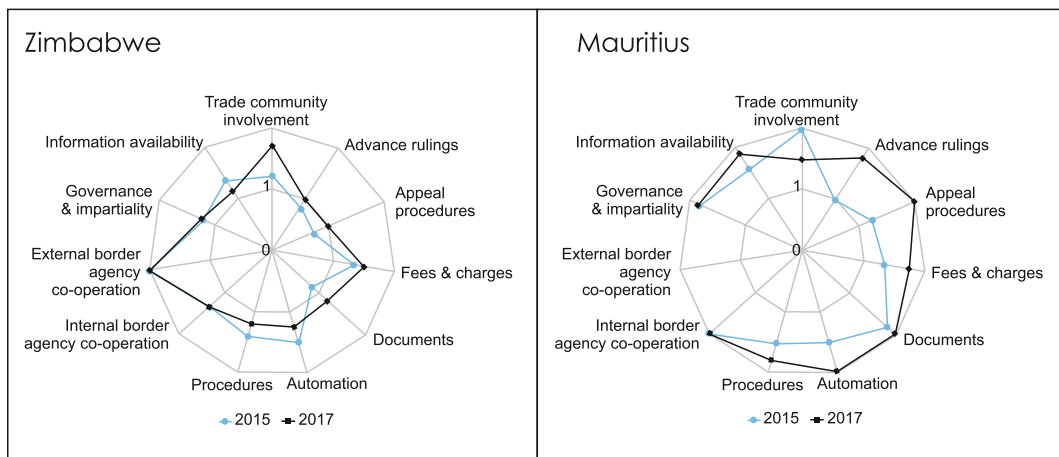 Zimbabwe
Trade community
involvement
Information availability
Advance rulings
Governance
& impartiality
1
Appeal
procedures
External border
agency
co-operation
0
Fees & charges
Internal border
agency co-operation
Documents
Procedures
Automation
2015
2017
Mauritius
Trade community
involvement
Information availability
Advance rulings
Governance
& impartiality
1
Appeal
procedures
External border
agency
co-operation
0
Fees & charges
Internal border
agency co-operation
Documents
Procedures
Automation
2015
2017